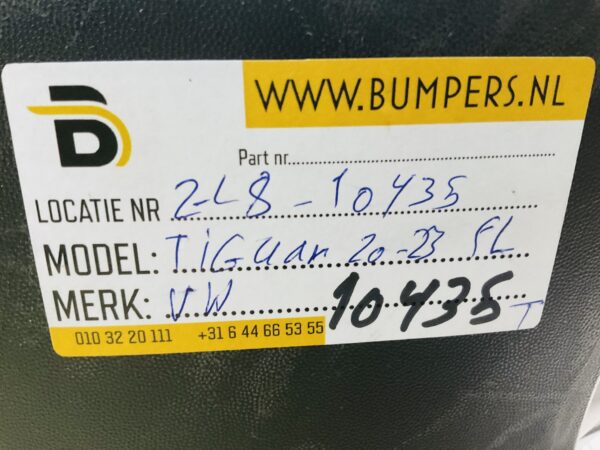 WWW.BUMPERS.NL
Part nr.
LOCATIE NR 2-L8-10435
MODEL: TiGUan 20-23 FL
MERK: VW 10435 T
010 32 20 111 +31 6 44 66 53 55